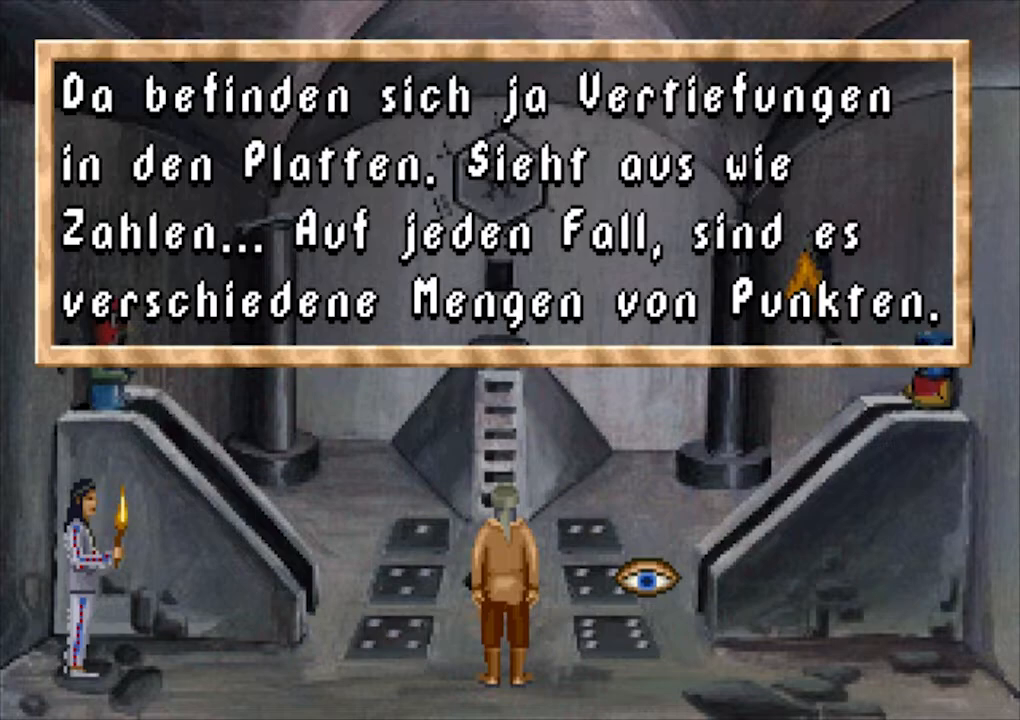 Da befinden sich ja Vertiefungen
in den Platten. Sieht aus wie
Zahlen... Auf jeden Fall, sind es
verschiedene Mengen von Punkten.